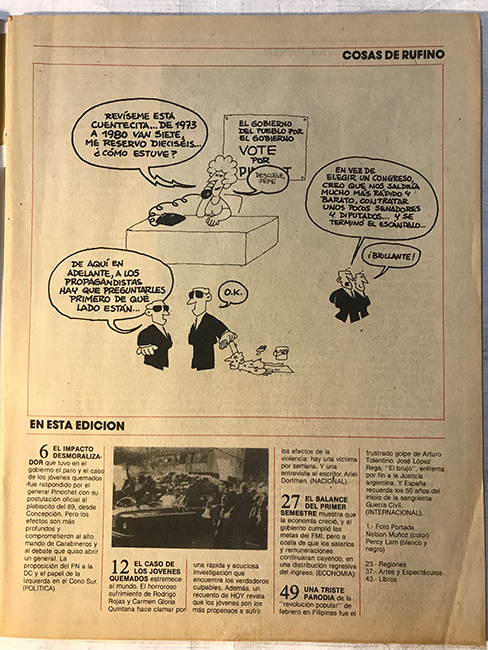 COSAS DE RUFINO
REVÍSEME ESTA
CUENTECITA... DE 1973
A 1980 VAN SIETE,
ME RESERVO DIECISÉIS...
¿CÓMO ESTUVE?
EL GOBIERNO
DEL PUEBLO POR
EL GOBIERNO
VOTE
POR
DESCUEVE,
JEFE
EN VEZ DE
ELEGIR UN CONGRESO,
CREO QUE NOS SALDRÍA
MUCHO MÁS RÁPIDO Y
BARATO, CONTRATAR
UNOS POCOS SENADORES
Y DIPUTADOS... Y SE
TERMINÓ EL ESCÁNDALO...
¡BRILLANTE!
DE AQUÍ EN
ADELANTE, A LOS
PROPAGANDISTAS
HAY QUE PREGUNTARLES
PRIMERO DE QUÉ
LADO ESTÁN...
O.K.
EN ESTA EDICION
6 EL IMPACTO
DESMORALIZA-
DOR que tuvo en el
gobierno el paro y el caso
de los jóvenes quemados
fue respondido por el
general Pinochet con su
postulación oficial al
plebiscito del 89, desde
Concepción. Pero los
efectos son más
profundos y
comprometieron al alto
mando de Carabineros y
al debate que quiso abrir
un general. La
proposición del PN a la
DC y el papel de la
Izquierda en el Cono Sur.
(POLITICA).
12 EL CASO DE
LOS JOVENES
QUEMADOS estremece
al mundo. El horroroso
sufrimiento de Rodrigo
Rojas y Carmen Gloria
Quintana hace clamar por
una rápida y acuciosa
investigación que
encuentre los verdaderos
culpables. Además, un
recuento de HOY revela
que los jóvenes son los
más propensos a sufrir
los efectos de la
violencia: hay una víctima
por semana. Y una
entrevista al escritor Ariel
Dorfman. (NACIONAL).
27 EL BALANCE
DEL PRIMER
SEMESTRE muestra que
la economía creció, y el
gobierno cumplió las
metas del FMI, pero a
costa de que los salarios
y remuneraciones
continuaran cayendo, en
una distribución regresiva
del ingreso. (ECONOMIA).
49 UNA TRISTE
PARODIA de la
"revolución popular" de
febrero en Filipinas fue el
frustrado golpe de Arturo
Tolentino. José López
Rega, "El brujo", enfrenta
por fin a la Justicia
argentina. Y España
recuerda los 50 años del
inicio de la sangrienta
Guerra Civil.
(INTERNACIONAL).
1.- Foto Portada
Nelson Muñoz (color)
Percy Lam (blanco y
negro)
23.- Regiones
37.- Artes y Espectáculos
43.- Libros